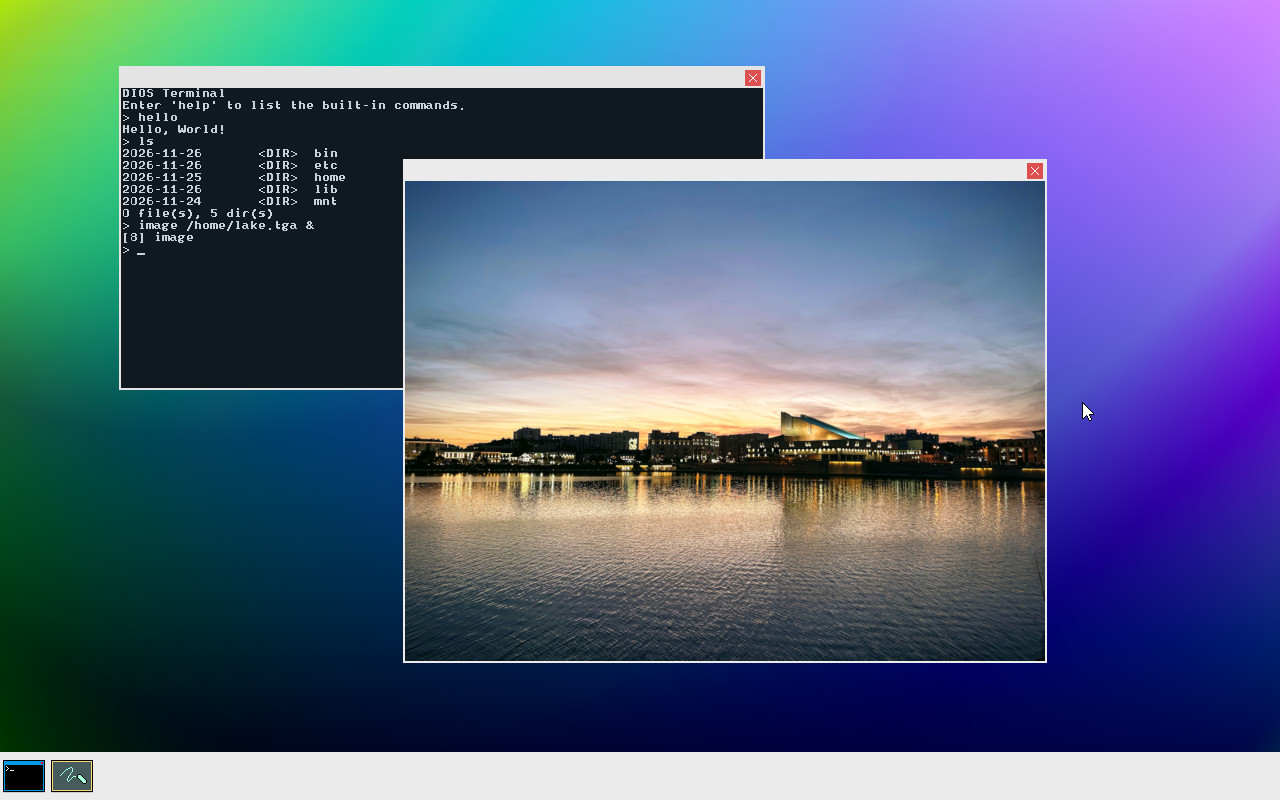 DIOS Terminal
Enter 'help' to list the built-in commands.
> hello
Hello, World!
> ls
2026-11-26       <DIR>  bin
2026-11-26       <DIR>  etc
2026-11-25       <DIR>  home
2026-11-26       <DIR>  lib
2026-11-24       <DIR>  mnt
0 file(s), 5 dir(s)
> image /home/lake.tga &
[8] image
> _